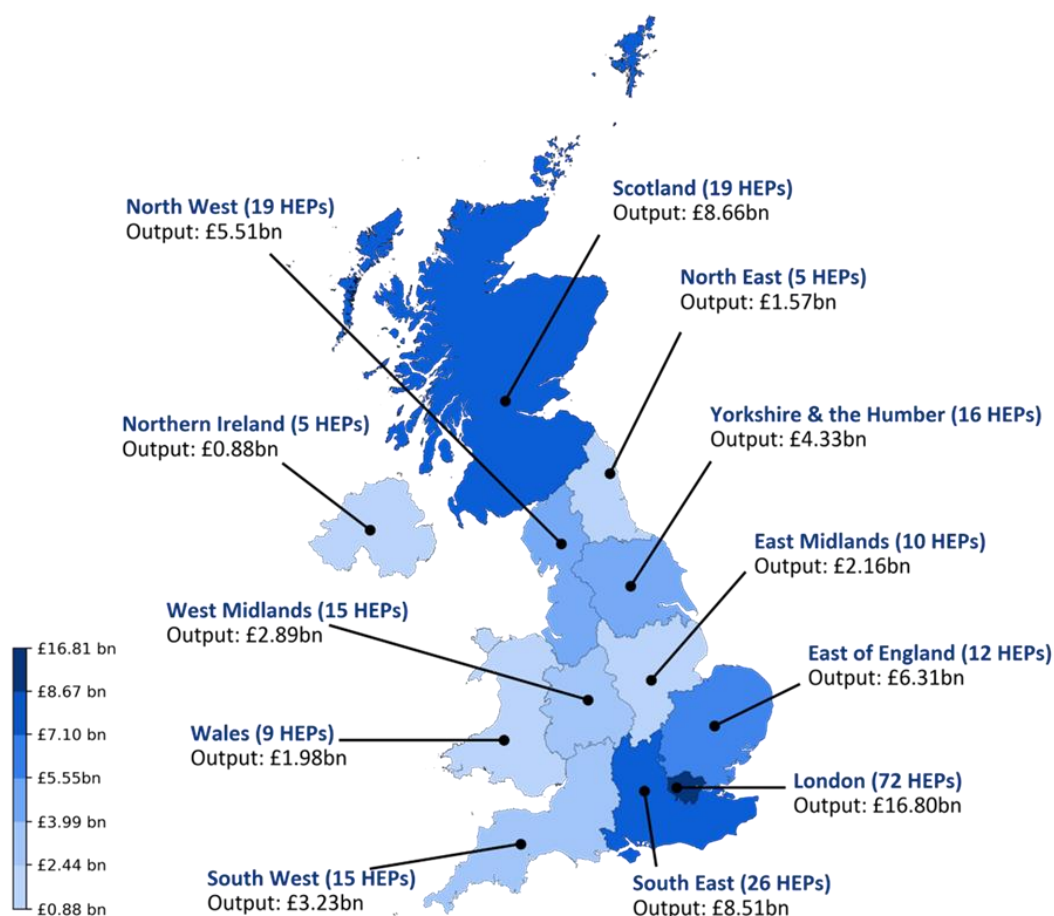 Scotland (19 HEPs)
Output: £8.66bn
North West (19 HEPs)
Output: £5.51bn
North East (5 HEPs)
Output: £1.57bn
Northern Ireland (5 HEPs)
Output: £0.88bn
Yorkshire & the Humber (16 HEPs)
Output: £4.33bn
East Midlands (10 HEPs)
Output: £2.16bn
West Midlands (15 HEPs)
Output: £2.89bn
East of England (12 HEPs)
Output: £6.31bn
Wales (9 HEPs)
Output: £1.98bn
London (72 HEPs)
Output: £16.80bn
South West (15 HEPs)
Output: £3.23bn
South East (26 HEPs)
Output: £8.51bn
£16.81 bn
£8.67 bn
£7.10 bn
£5.55bn
£3.99 bn
£2.44 bn
£0.88 bn